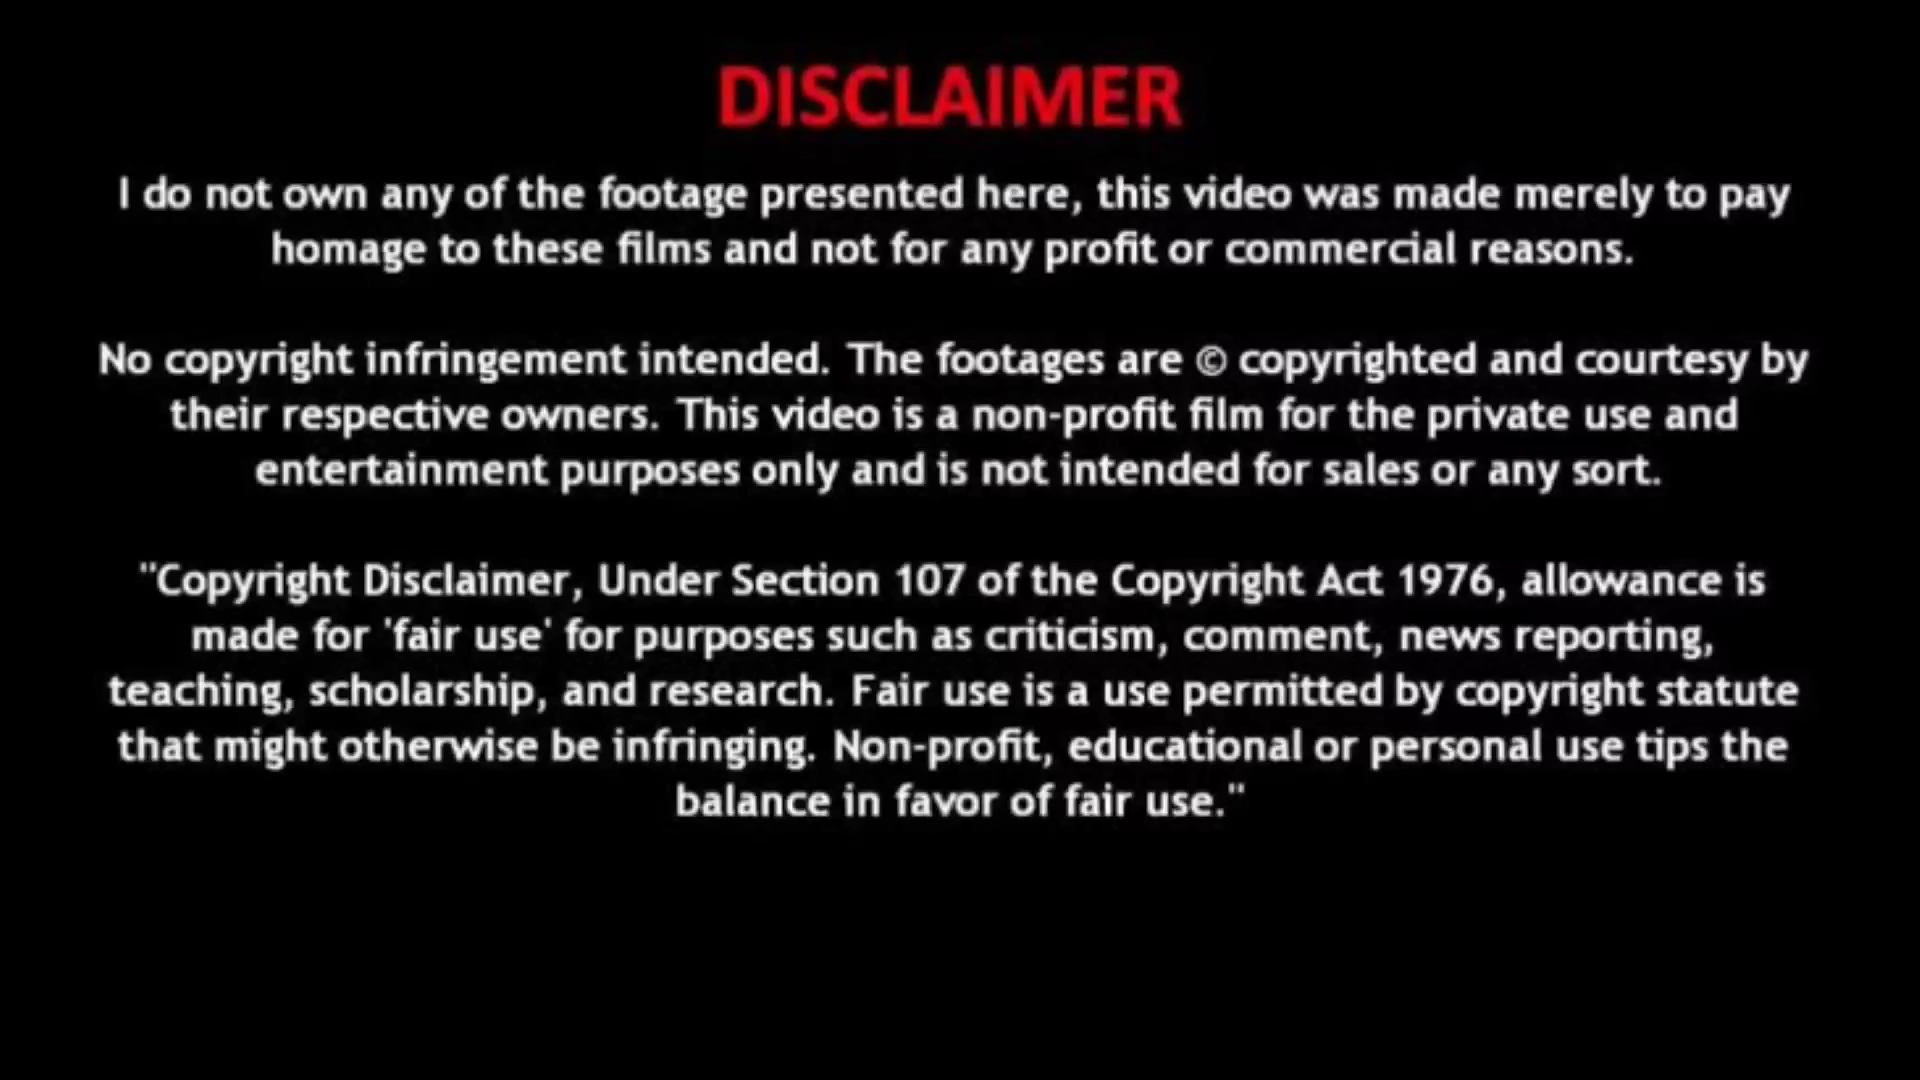 DISCLAIMER
I do not own any of the footage presented here, this video was made merely to pay
homage to these films and not for any profit or commercial reasons.
No copyright infringement intended. The footages are © copyrighted and courtesy by
their respective owners. This video is a non-profit film for the private use and
entertainment purposes only and is not intended for sales or any sort.
"Copyright Disclaimer, Under Section 107 of the Copyright Act 1976, allowance is
made for 'fair use' for purposes such as criticism, comment, news reporting,
teaching, scholarship, and research. Fair use is a use permitted by copyright statute
that might otherwise be infringing. Non-profit, educational or personal use tips the
balance in favor of fair use."